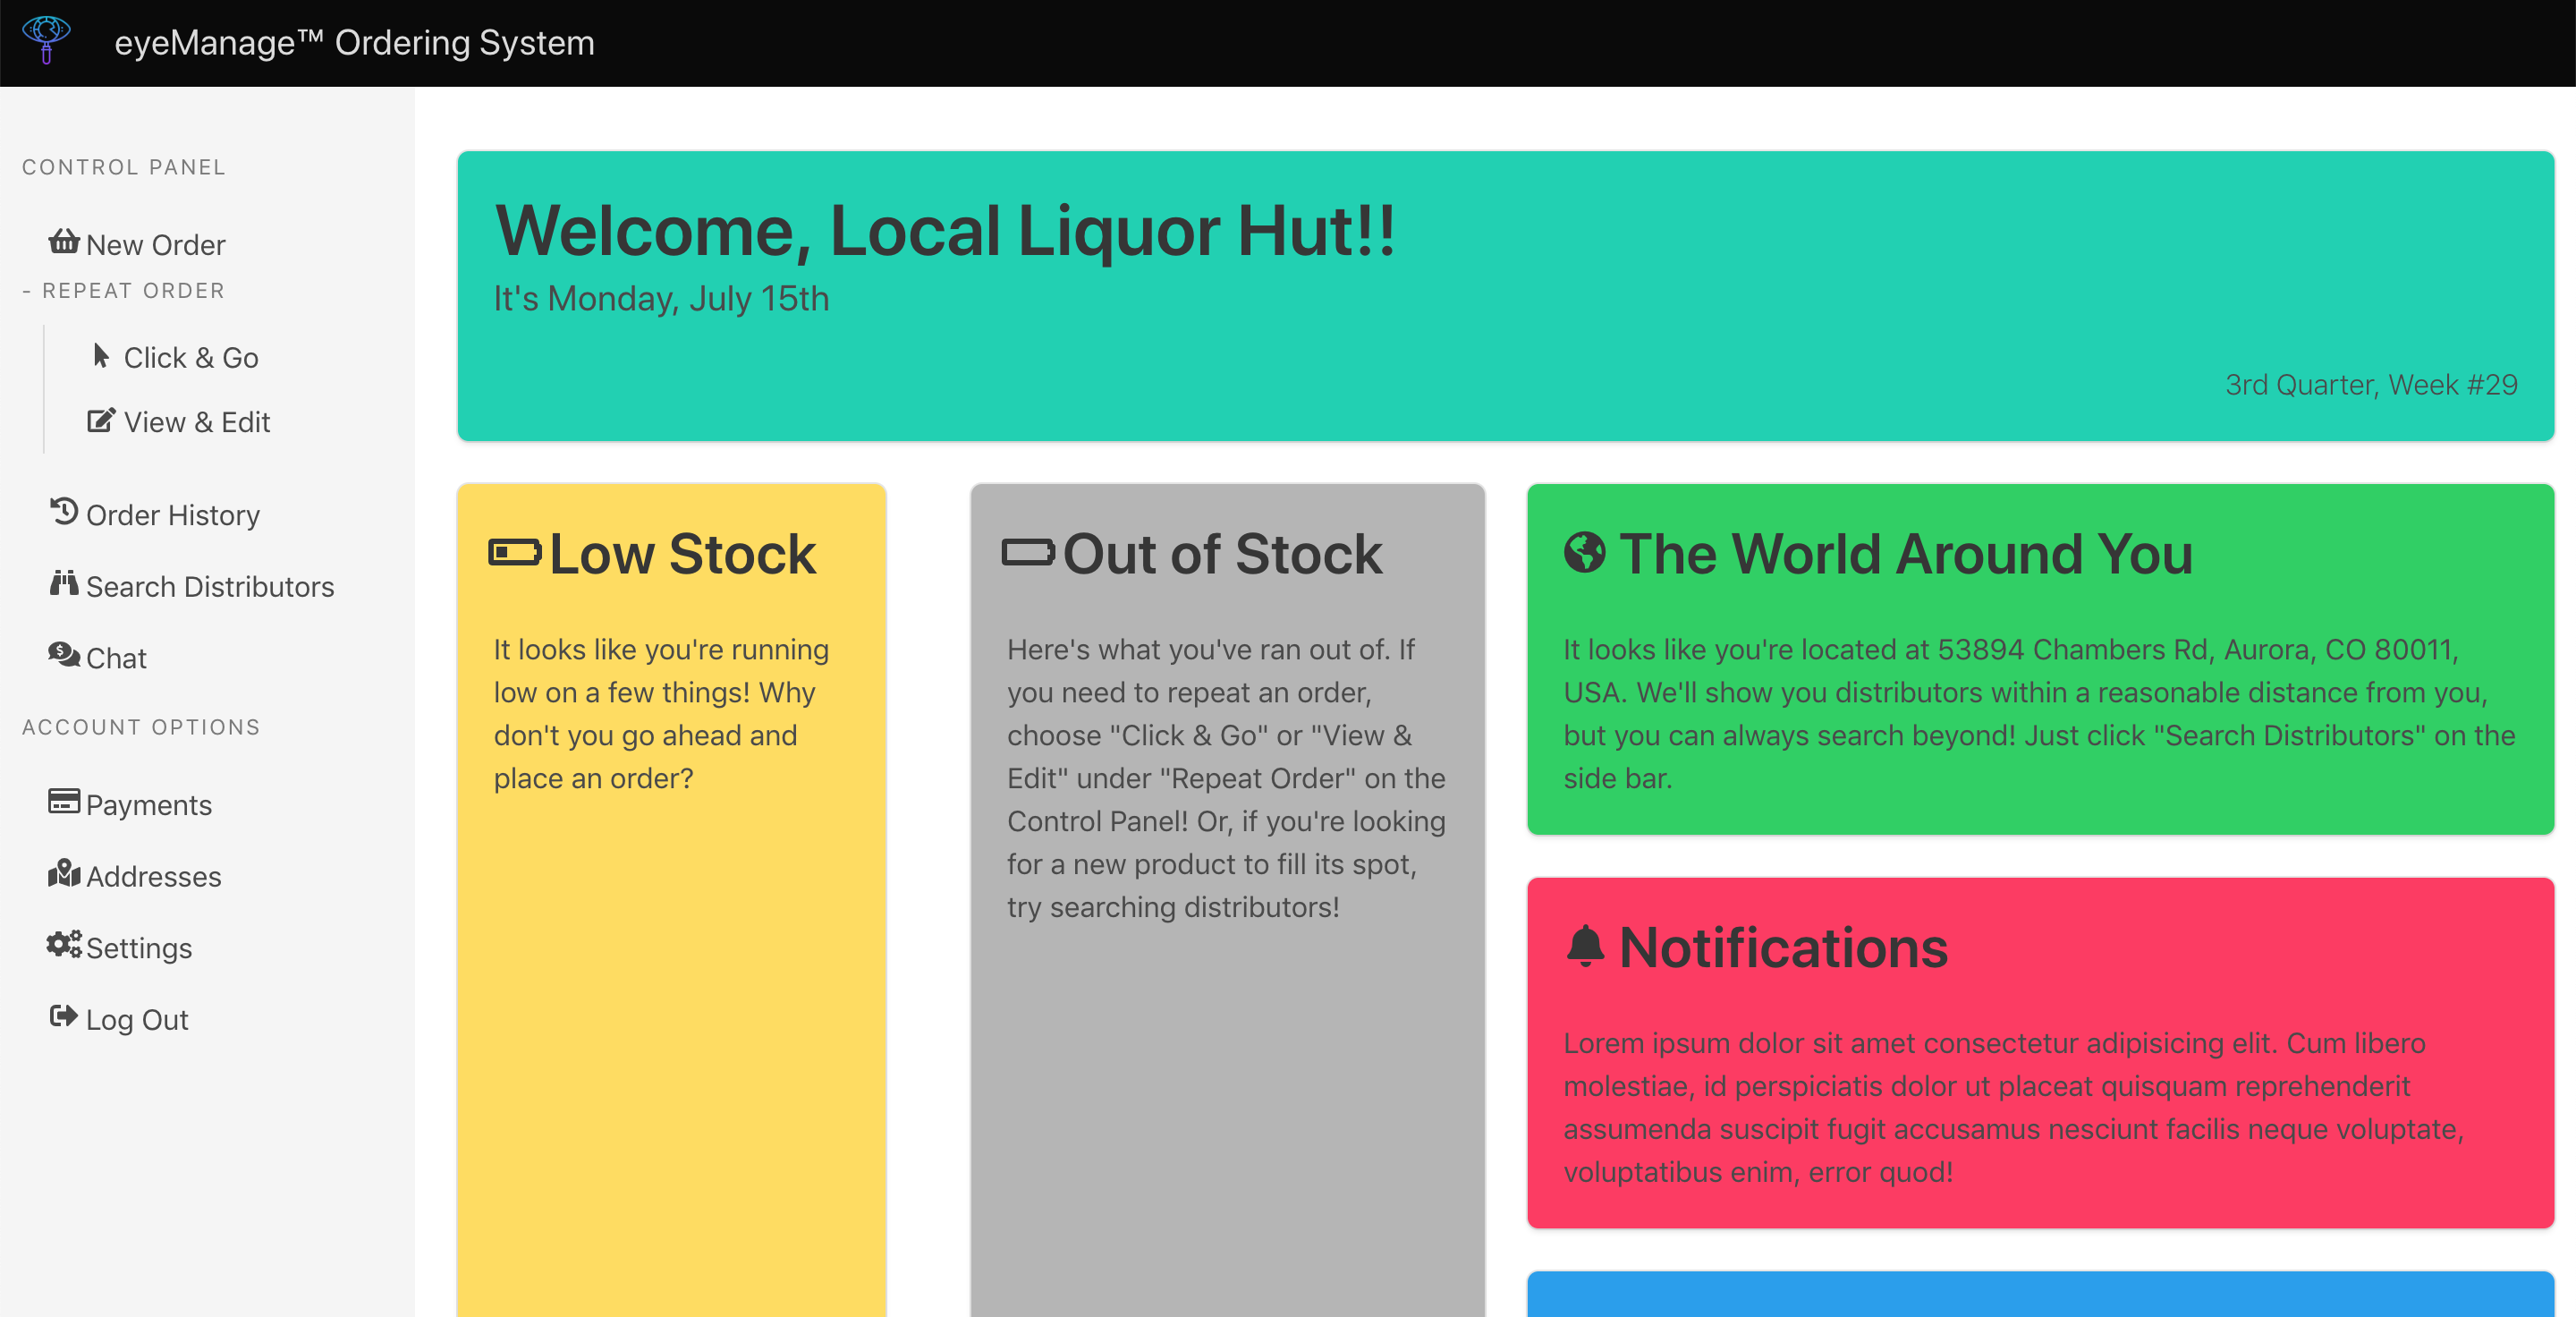 eyeManage™ Ordering System
CONTROL PANEL
New Order
- REPEAT ORDER
Click & Go
View & Edit
Order History
Search Distributors
Chat
ACCOUNT OPTIONS
Payments
Addresses
Settings
Log Out
Welcome, Local Liquor Hut!!
It's Monday, July 15th
3rd Quarter, Week #29
Low Stock
It looks like you're running
low on a few things! Why
don't you go ahead and
place an order?
Out of Stock
Here's what you've ran out of. If
you need to repeat an order,
choose "Click & Go" or "View &
Edit" under "Repeat Order" on the
Control Panel! Or, if you're looking
for a new product to fill its spot,
try searching distributors!
The World Around You
It looks like you're located at 53894 Chambers Rd, Aurora, CO 80011,
USA. We'll show you distributors within a reasonable distance from you,
but you can always search beyond! Just click "Search Distributors" on the
side bar.
Notifications
Lorem ipsum dolor sit amet consectetur adipisicing elit. Cum libero
molestiae, id perspiciatis dolor ut placeat quisquam reprehenderit
assumenda suscipit fugit accusamus nesciunt facilis neque voluptate,
voluptatibus enim, error quod!